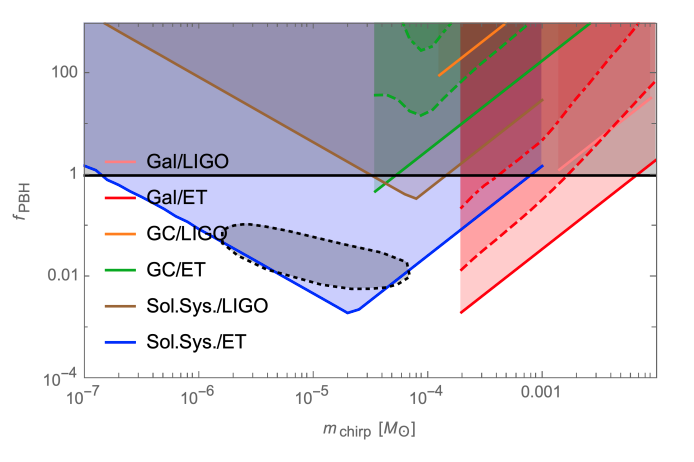 100
1
0.01
10⁻⁴
f_PBH
Gal/LIGO
Gal/ET
GC/LIGO
GC/ET
Sol.Sys./LIGO
Sol.Sys./ET
10⁻⁷ 10⁻⁶ 10⁻⁵ 10⁻⁴ 0.001
m_chirp [M_⊙]